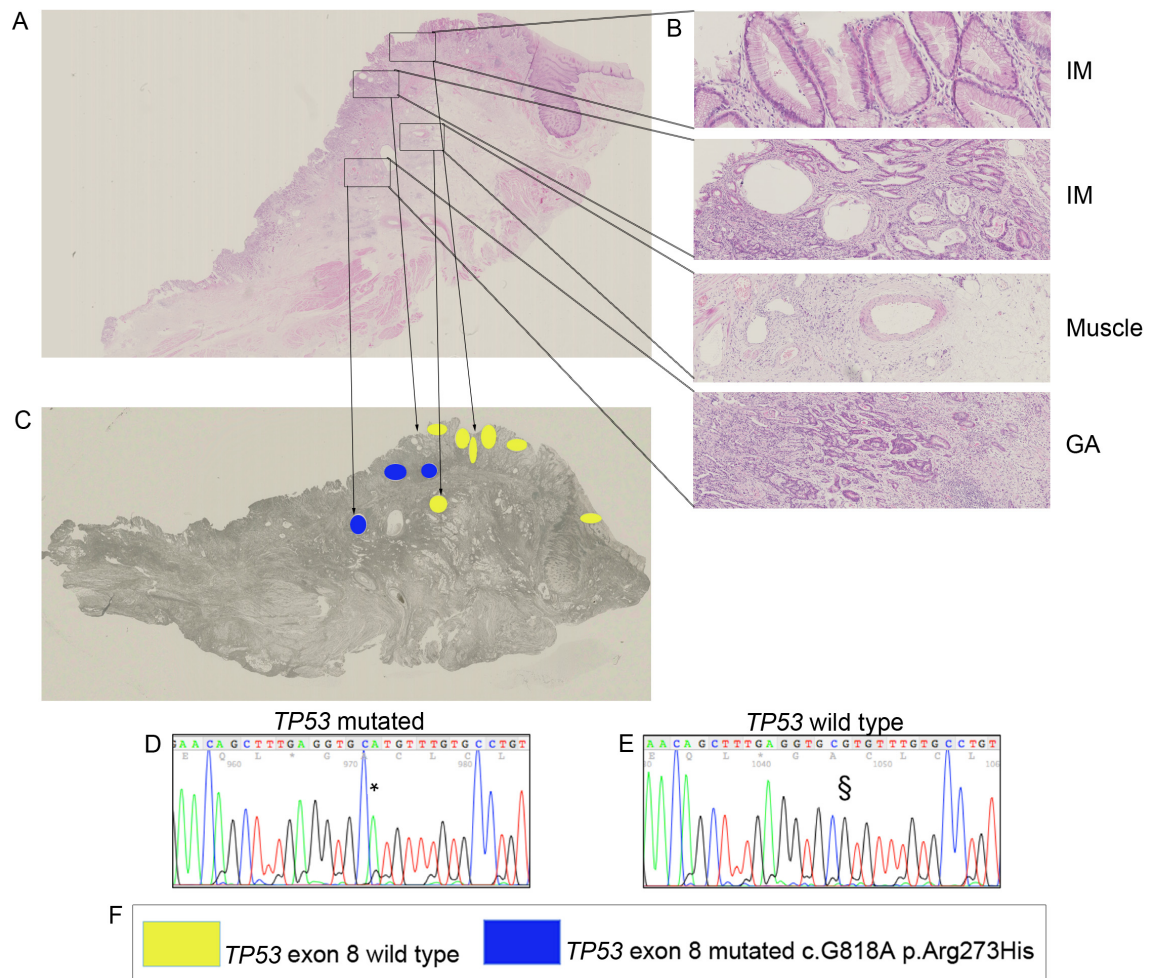 A
B
IM
IM
Muscle
GA
C
TP53 mutated
TP53 wild type
D
GAACAGCTTTGAGGTGCATGTTTGTGCCTGT
E Q L * G C L C L
960 970 980
*
E
AACAGCTTTGAGGTGCGTGTTTGTGCCTGT
E Q L * G A C L C L
1040 1050 106
§
F
TP53 exon 8 wild type
TP53 exon 8 mutated c.G818A p.Arg273His